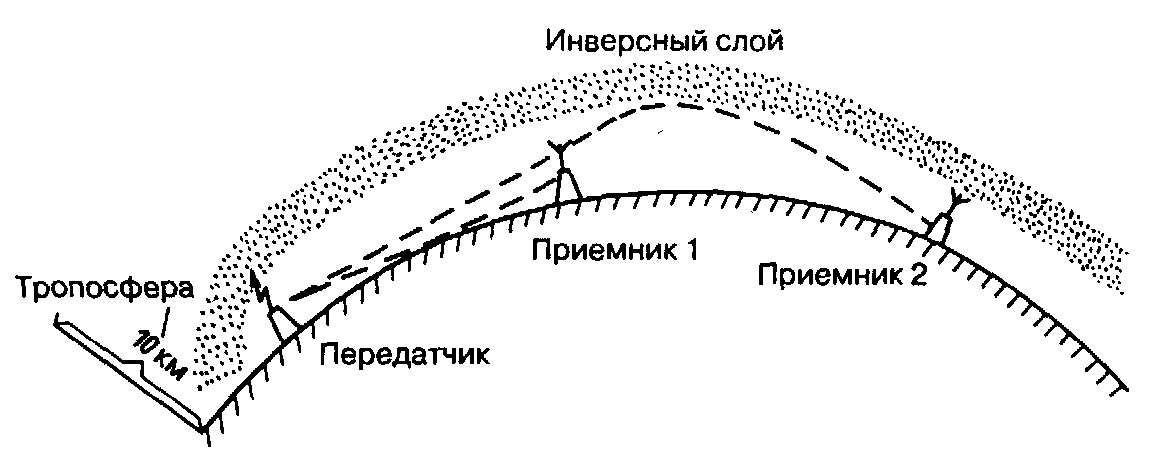 Инверсный слой
Приемник 1
Приемник 2
Тропосфера
10 км
Передатчик